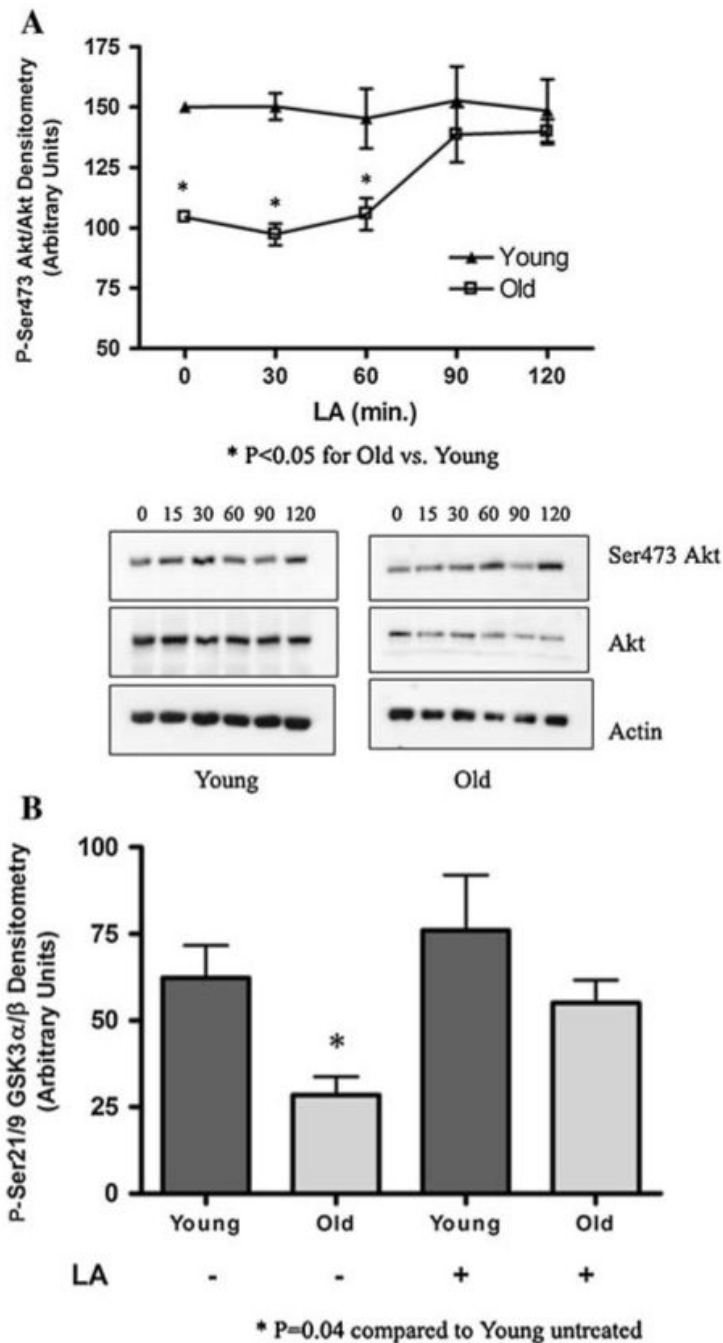 A
P-Ser473 Akt/Akt Densitometry
(Arbitrary Units)
175
150
125
100
75
50
* * *
Young
Old
0 30 60 90 120
LA (min.)
* P<0.05 for Old vs. Young
0 15 30 60 90 120
0 15 30 60 90 120
Ser473 Akt
Akt
Actin
Young
Old
B
P-Ser21/9 GSK3α/β Densitometry
(Arbitrary Units)
100
75
50
25
0
*
Young Old Young Old
LA - - + +
* P=0.04 compared to Young untreated